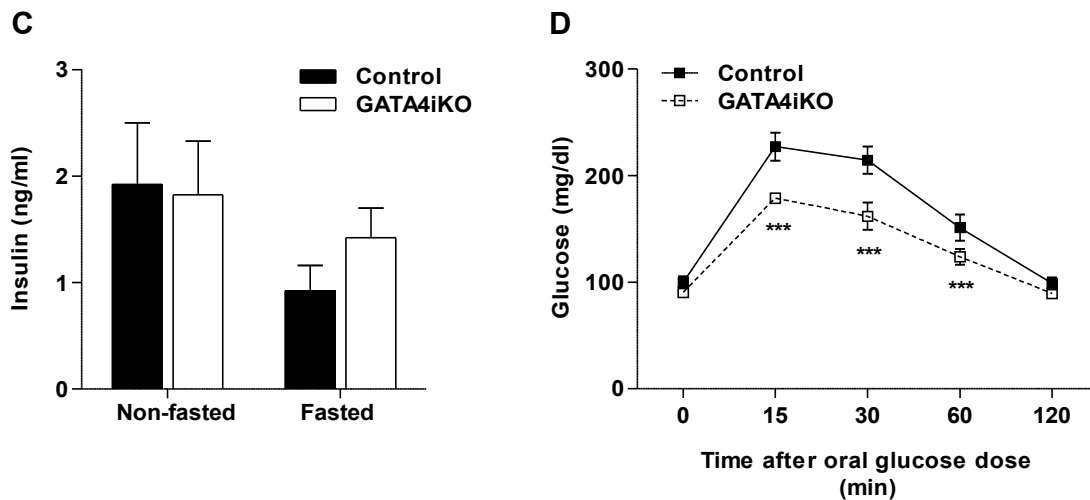 C
3
2
1
0
Insulin (ng/ml)
Control
GATA4iKO
Non-fasted
Fasted
D
300
200
100
0
Glucose (mg/dl)
Control
GATA4iKO
***
***
***
0
15
30
60
120
Time after oral glucose dose
(min)